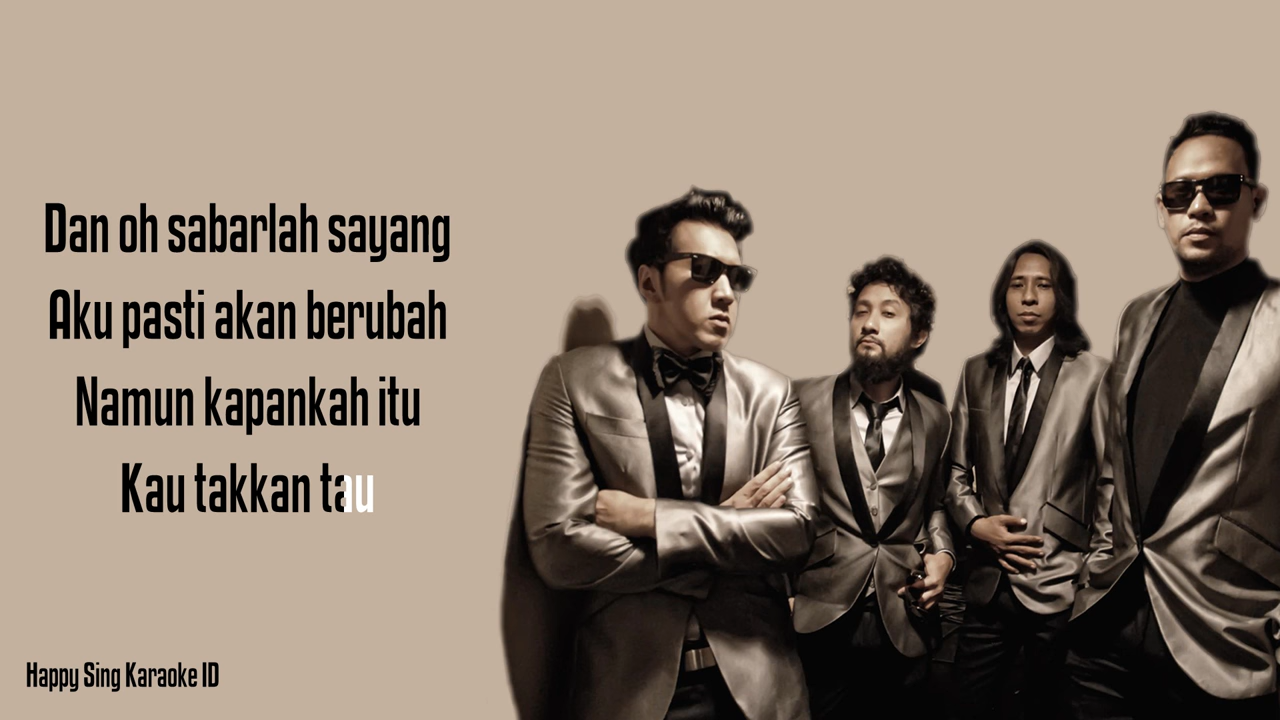 Dan oh sabarlah sayang
Aku pasti akan berubah
Namun kapankah itu
Kau takkan tau
Happy Sing Karaoke ID